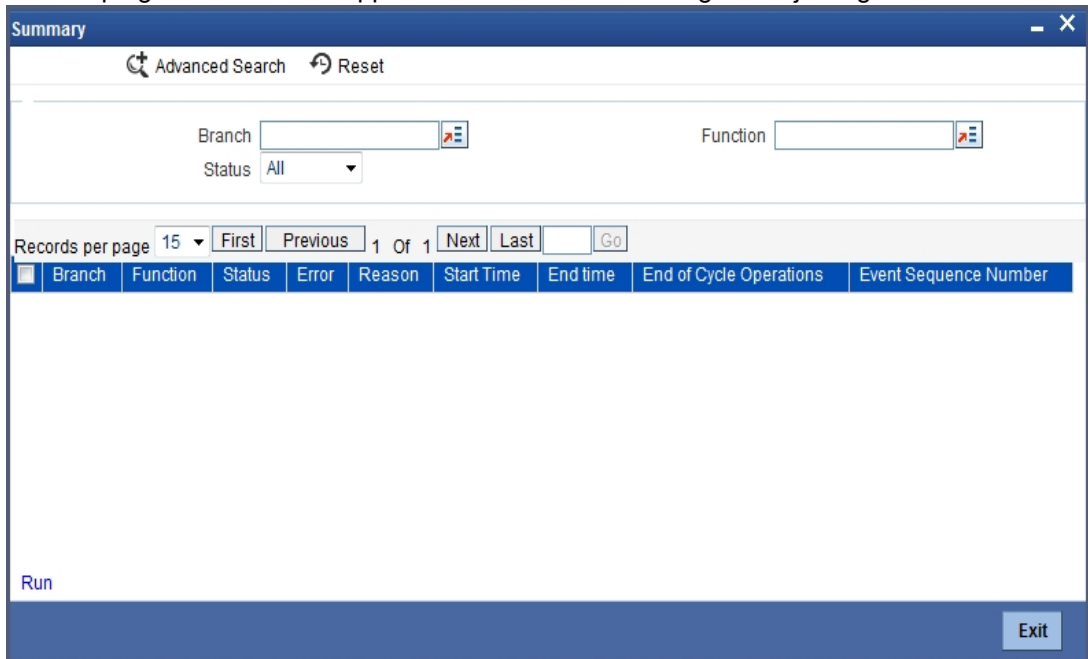 Summary
Advanced Search Reset
Branch Function
Status All
Records per page 15 First Previous 1 Of 1 Next Last Go
Branch Function Status Error Reason Start Time End time End of Cycle Operations Event Sequence Number
Run
Exit